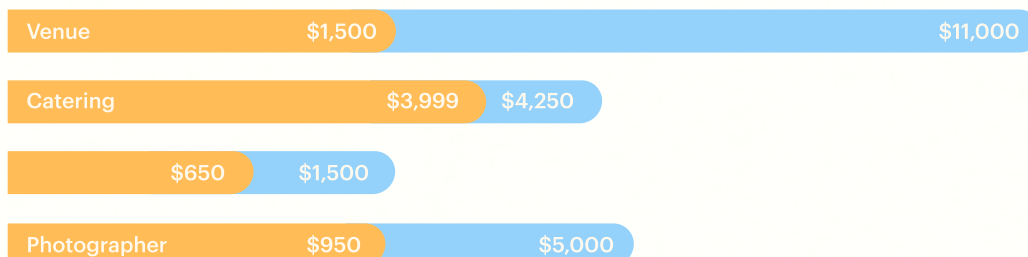 Venue $1,500 $11,000
Catering $3,999 $4,250
$650 $1,500
Photographer $950 $5,000